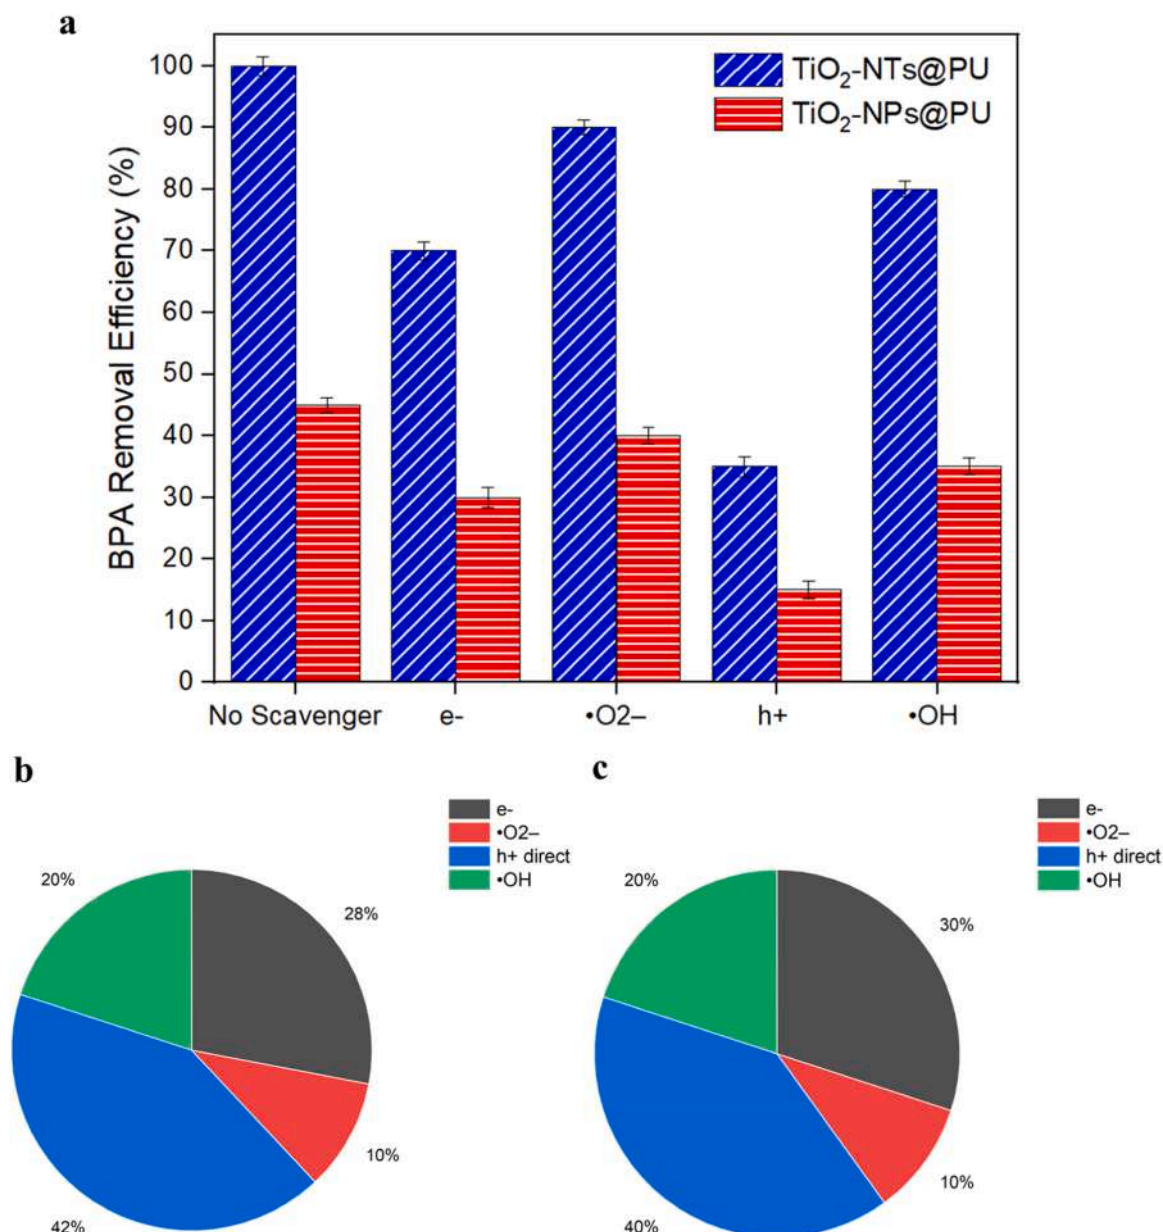 a
BPA Removal Efficiency (%)
100
90
80
70
60
50
40
30
20
10
0
TiO₂-NTs@PU
TiO₂-NPs@PU
No Scavenger e- •O2– h+ •OH
b
e-
•O2–
h+ direct
•OH
20%
28%
10%
42%
c
e-
•O2–
h+ direct
•OH
20%
30%
10%
40%